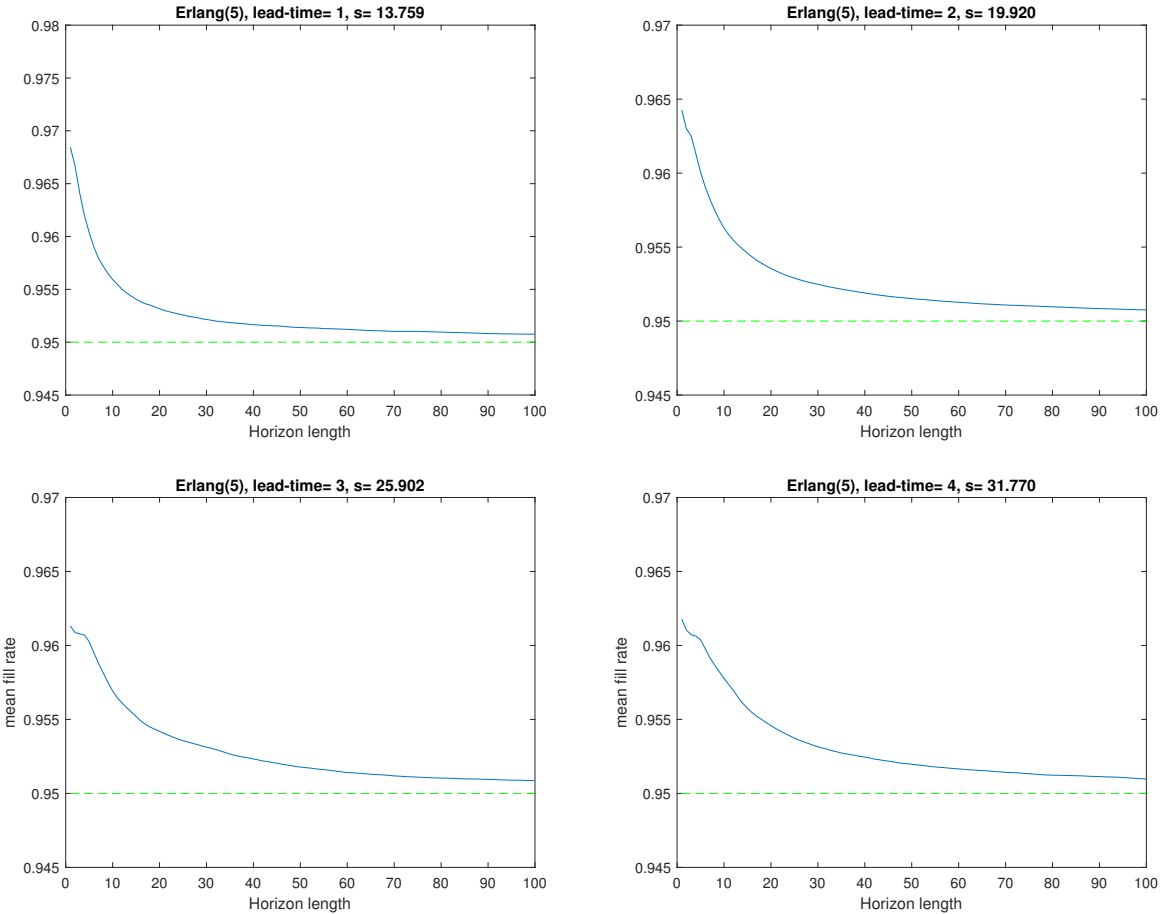 Erlang(5), lead-time= 1, s= 13.759
0.98
0.975
0.97
0.965
0.96
0.955
0.95
0.945
0 10 20 30 40 50 60 70 80 90 100
Horizon length
Erlang(5), lead-time= 2, s= 19.920
0.97
0.965
0.96
0.955
0.95
0.945
0 10 20 30 40 50 60 70 80 90 100
Horizon length
Erlang(5), lead-time= 3, s= 25.902
mean fill rate
0.97
0.965
0.96
0.955
0.95
0.945
0 10 20 30 40 50 60 70 80 90 100
Horizon length
Erlang(5), lead-time= 4, s= 31.770
mean fill rate
0.97
0.965
0.96
0.955
0.95
0.945
0 10 20 30 40 50 60 70 80 90 100
Horizon length